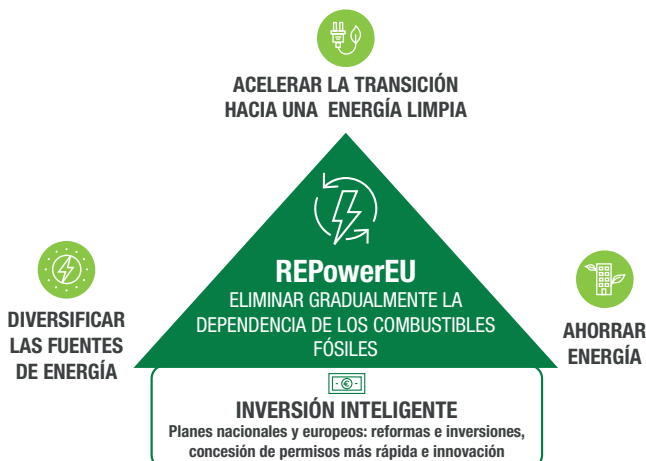 ACELERAR LA TRANSICIÓN
HACIA UNA ENERGÍA LIMPIA
REPowerEU
ELIMINAR GRADUALMENTE LA
DEPENDENCIA DE LOS COMBUSTIBLES
FÓSILES
DIVERSIFICAR
LAS FUENTES
DE ENERGÍA
AHORRAR
ENERGÍA
INVERSIÓN INTELIGENTE
Planes nacionales y europeos: reformas e inversiones,
concesión de permisos más rápida e innovación